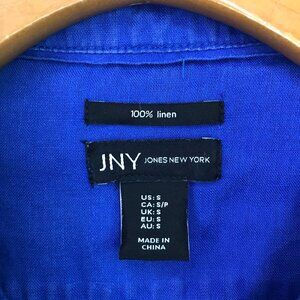 100% linen
JNY JONES NEW YORK
US: S
CA: S/P
UK: S
EU: S
AU: S
MADE IN
CHINA